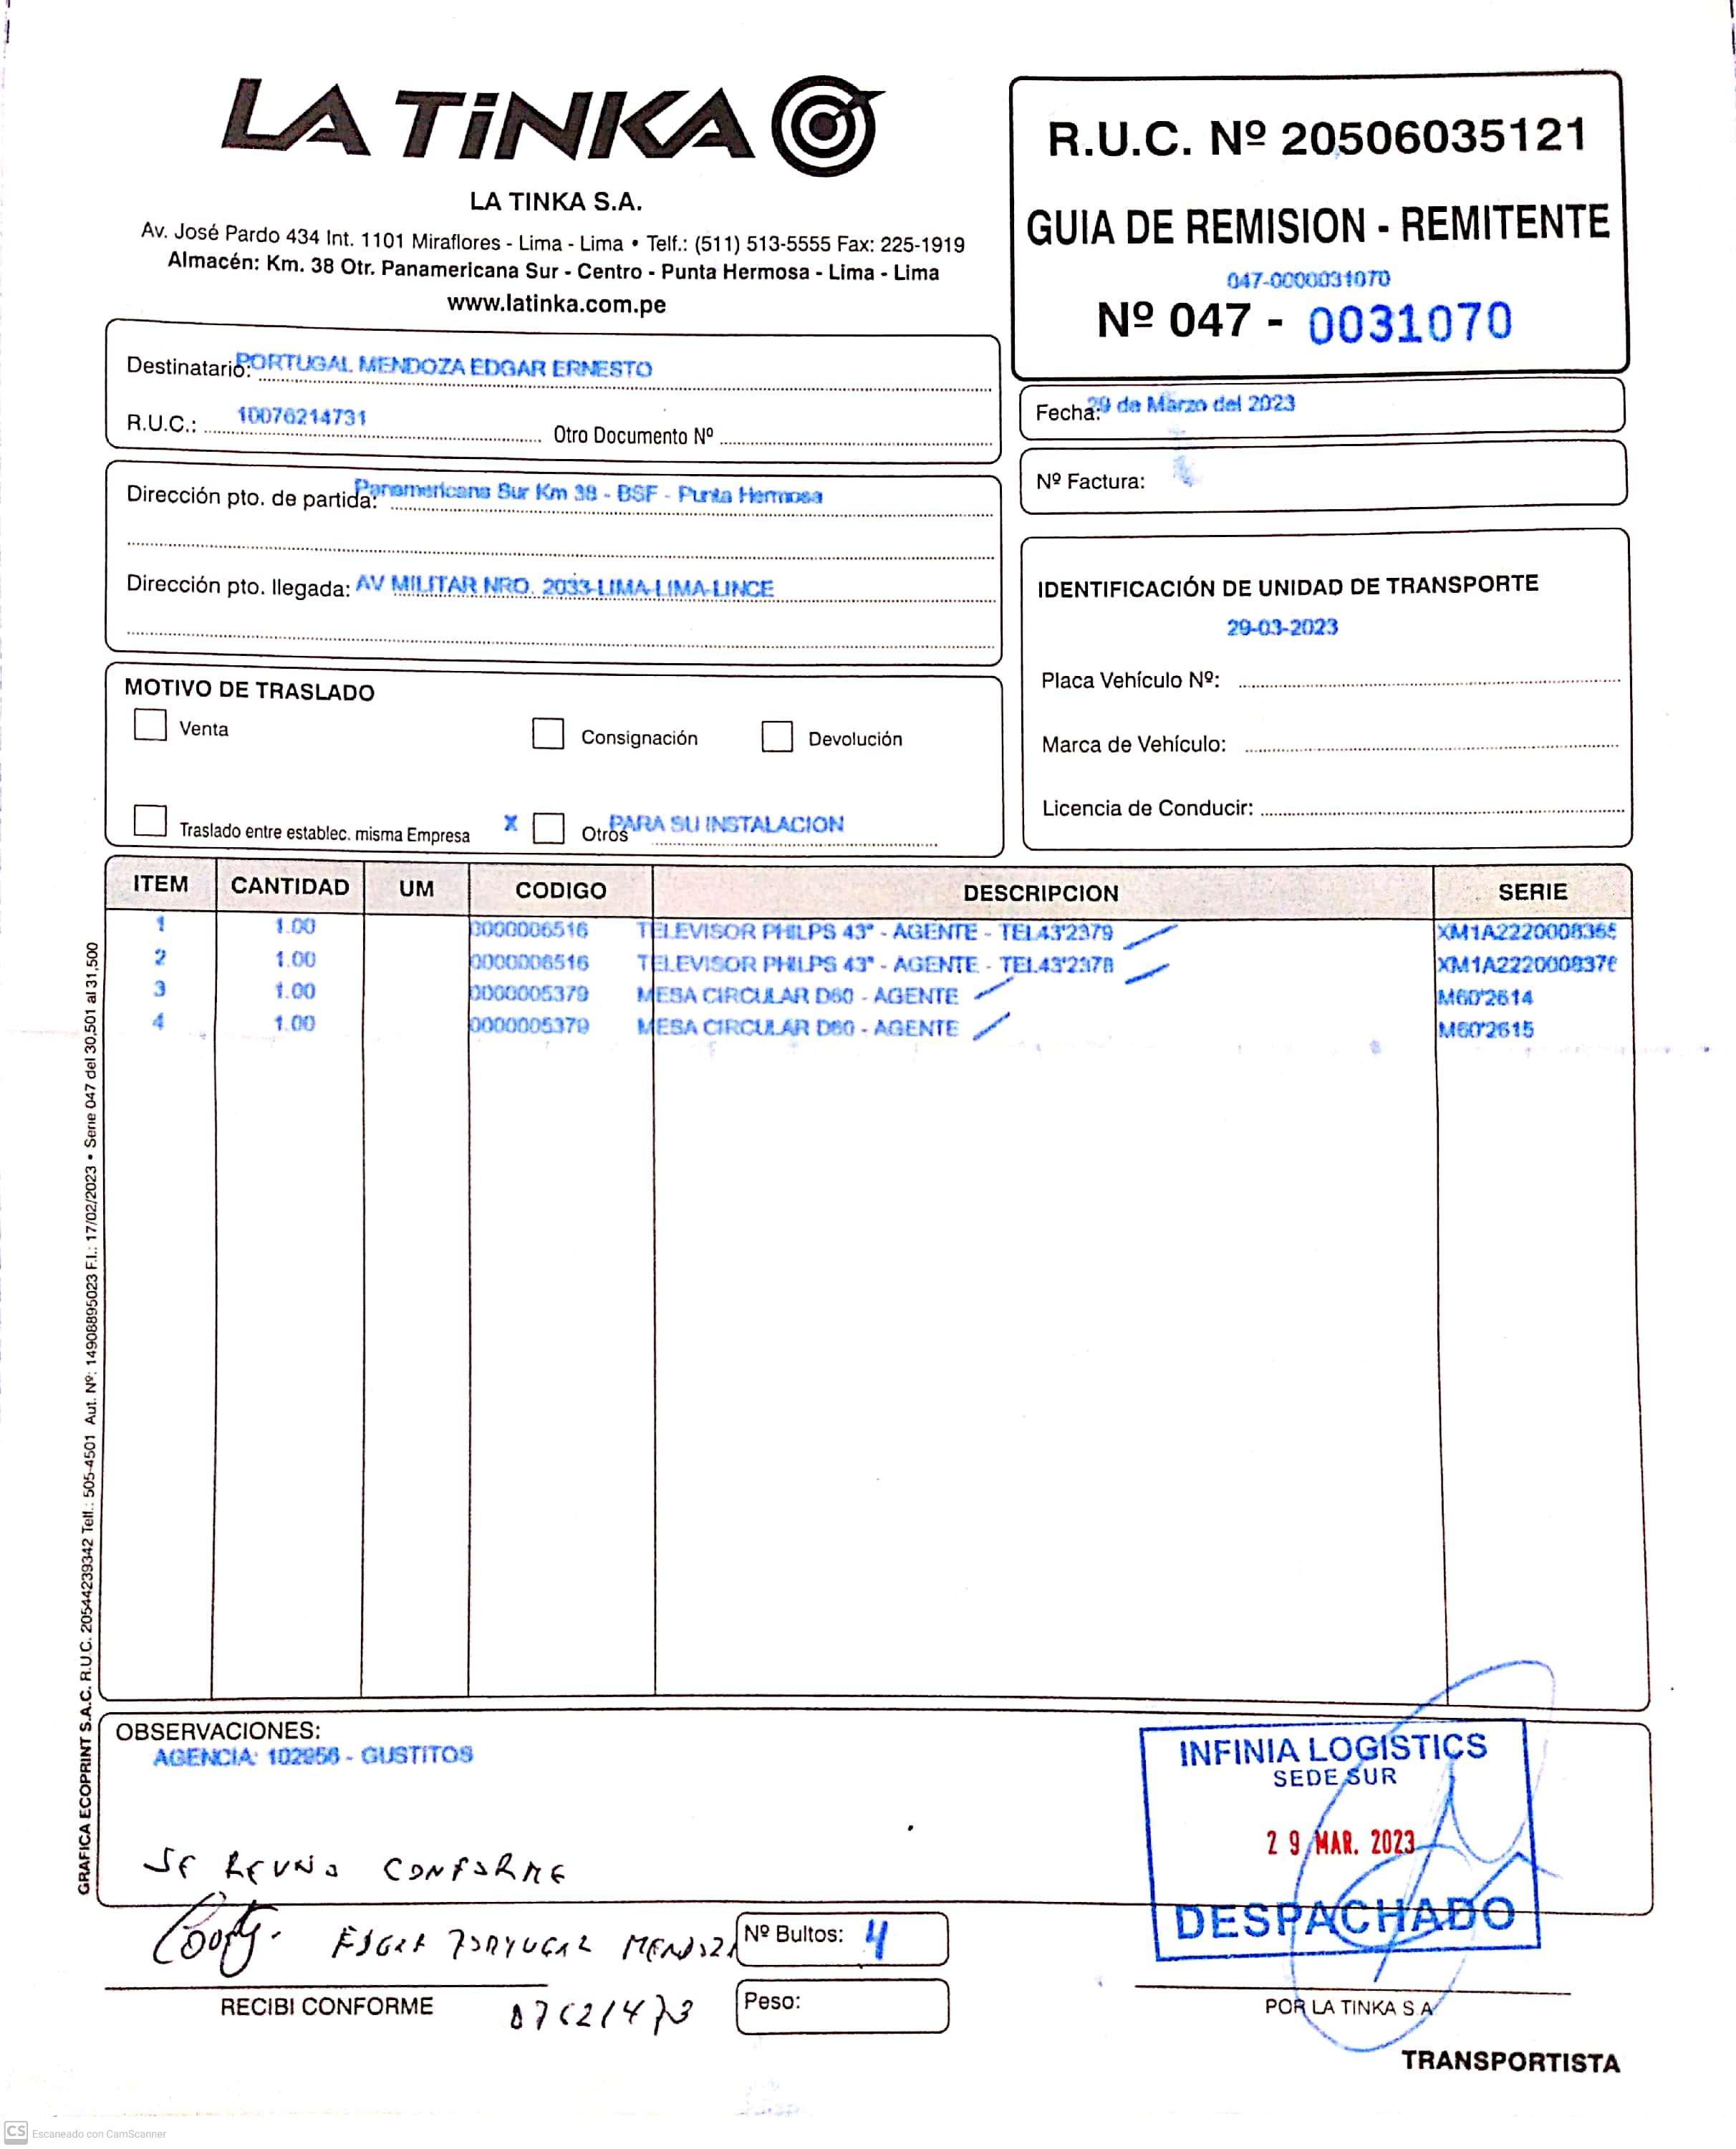 LA TiNKA
LA TINKA S.A.
Av. José Pardo 434 Int. 1101 Miraflores - Lima - Lima • Telf.: (511) 513-5555 Fax: 225-1919
Almacén: Km. 38 Otr. Panamericana Sur - Centro - Punta Hermosa - Lima - Lima
www.latinka.com.pe
R.U.C. Nº 20506035121
GUIA DE REMISION - REMITENTE
047-0000031070
Nº 047 - 0031070
Destinatario: PORTUGAL MENDOZA EDGAR ERNESTO
R.U.C.: 10076214731 Otro Documento Nº
Fecha: 29 de Marzo del 2023
Nº Factura:
Dirección pto. de partida: Panamericana Sur Km 38 - BSF - Punta Hermosa
Dirección pto. llegada: AV MILITAR NRO. 2033-LIMA-LIMA-LINCE
IDENTIFICACIÓN DE UNIDAD DE TRANSPORTE
29-03-2023
Placa Vehículo Nº:
Marca de Vehículo:
Licencia de Conducir:
MOTIVO DE TRASLADO
Venta Consignación Devolución
Traslado entre establec. misma Empresa X Otros PARA SU INSTALACION
ITEM CANTIDAD UM CODIGO DESCRIPCION SERIE
1 1.00 0000006516 TELEVISOR PHILPS 43" - AGENTE - TEL43'2379 XM1A2220008365
2 1.00 0000006516 TELEVISOR PHILPS 43" - AGENTE - TEL43'2378 XM1A2220008376
3 1.00 0000005379 MESA CIRCULAR D60 - AGENTE M60'2614
4 1.00 0000005379 MESA CIRCULAR D60 - AGENTE M60'2615
GRAFICA ECOPRINT S.A.C. R.U.C. 20544239342 Telf.: 505-4501 Aut. Nº: 14908895023 F.I.: 17/02/2023 • Serie 047 del 30,501 al 31,500
OBSERVACIONES:
AGENCIA: 102956 - GUSTITOS
SE CONFORME
INFINIA LOGISTICS
SEDE SUR
29 MAR. 2023
DESPACHADO
EDGAR PORTUGAL MENDOZA
Nº Bultos: 4
RECIBI CONFORME
07621473
Peso:
POR LA TINKA S.A
TRANSPORTISTA
CS Escaneado con CamScanner